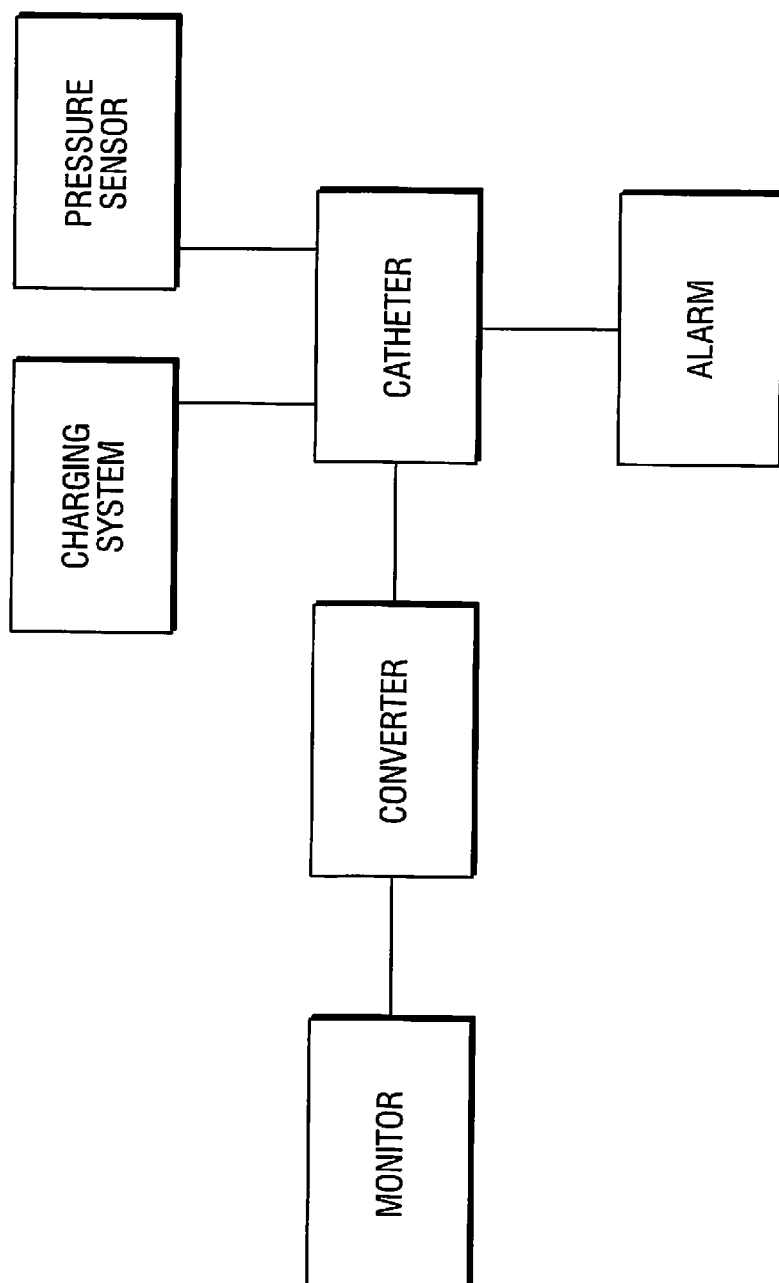 PRESSURE
SENSOR
CHARGING
SYSTEM
CATHETER
ALARM
CONVERTER
MONITOR